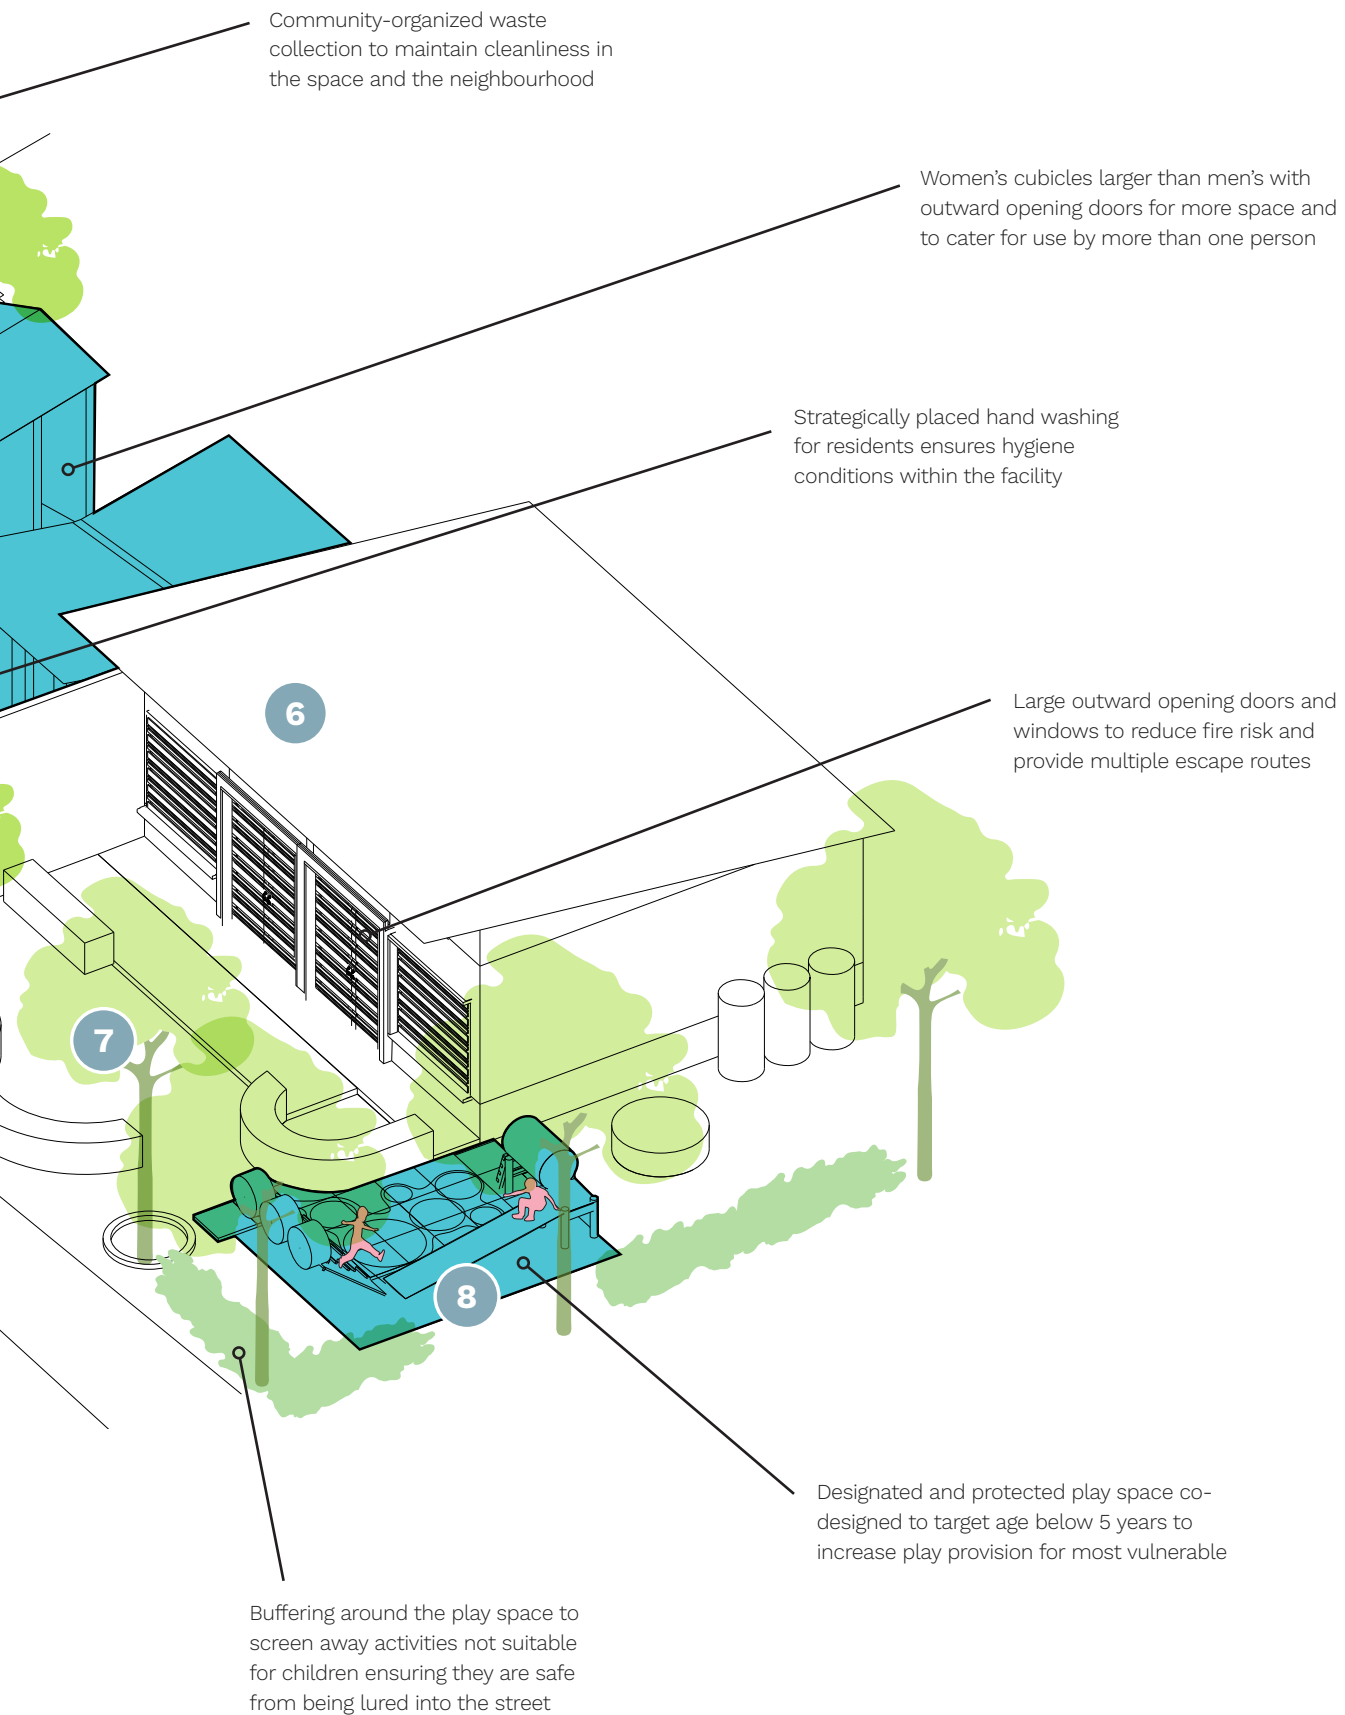 Community-organized waste
collection to maintain cleanliness in
the space and the neighbourhood
Women's cubicles larger than men's with
outward opening doors for more space and
to cater for use by more than one person
Strategically placed hand washing
for residents ensures hygiene
conditions within the facility
6
Large outward opening doors and
windows to reduce fire risk and
provide multiple escape routes
7
8
Designated and protected play space co-
designed to target age below 5 years to
increase play provision for most vulnerable
Buffering around the play space to
screen away activities not suitable
for children ensuring they are safe
from being lured into the street